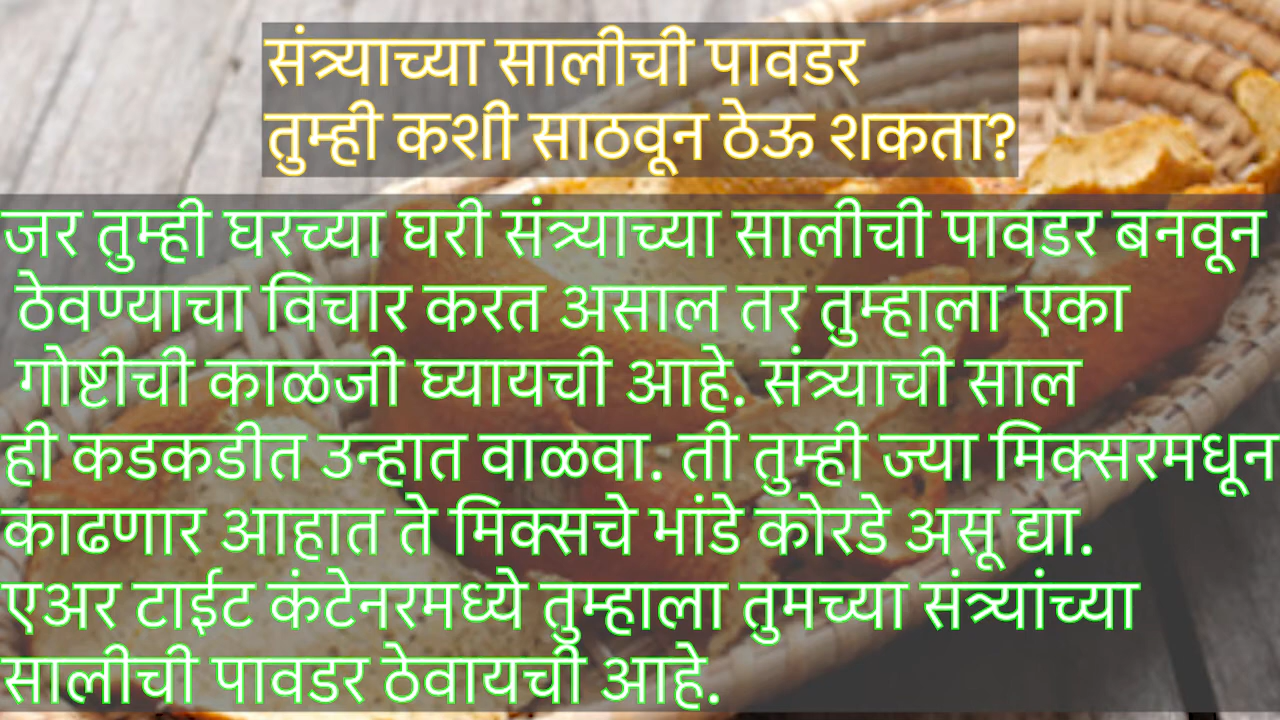 संत्र्याच्या सालीची पावडर
तुम्ही कशी साठवून ठेऊ शकता?
जर तुम्ही घरच्या घरी संत्र्याच्या सालीची पावडर बनवून
ठेवण्याचा विचार करत असाल तर तुम्हाला एका
गोष्टीची काळजी घ्यायची आहे. संत्र्याची साल
ही कडकडीत उन्हात वाळवा. ती तुम्ही ज्या मिक्सरमधून
काढणार आहात ते मिक्सचे भांडे कोरडे असू द्या.
एअर टाईट कंटेनरमध्ये तुम्हाला तुमच्या संत्र्यांच्या
सालीची पावडर ठेवायची आहे.